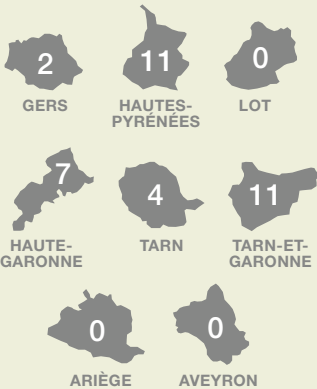 2
GERS
11
HAUTES-
PYRÉNÉES
0
LOT
7
HAUTE-
GARONNE
4
TARN
11
TARN-ET-
GARONNE
0
ARIÈGE
0
AVEYRON